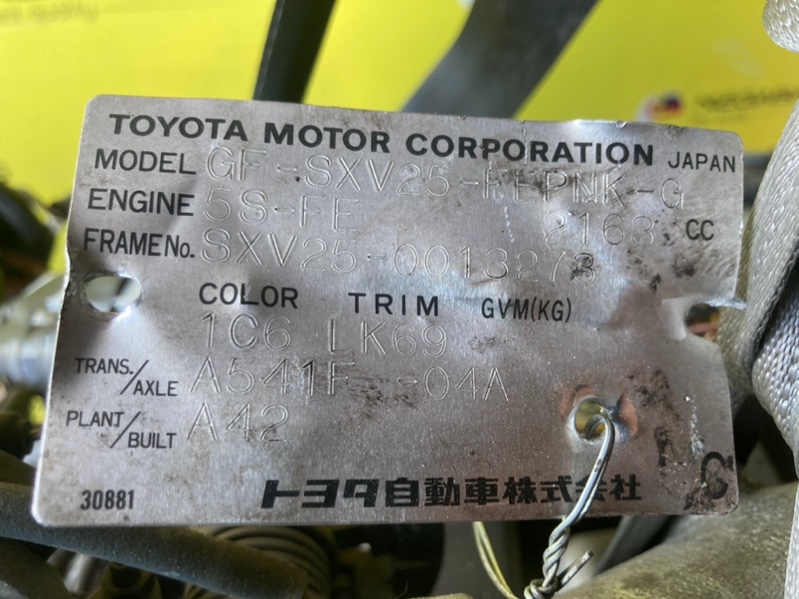 quality
TOYOTA MOTOR CORPORATION JAPAN
MODEL GF-SXV25-FEPNK-G
ENGINE 5S-FE 2163 CC
FRAME No. SXV25-0013273
COLOR TRIM GVM(KG)
1C6 LK69
TRANS./AXLE A541F -04A
PLANT/BUILT A42
30881 トヨタ自動車株式会社 C